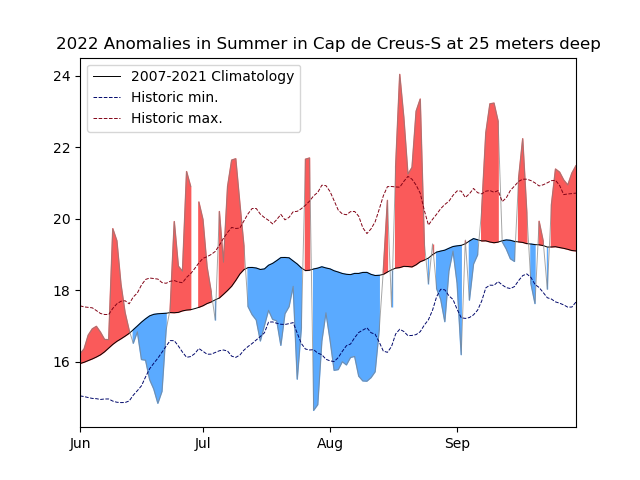 2022 Anomalies in Summer in Cap de Creus-S at 25 meters deep
2007-2021 Climatology
Historic min.
Historic max.
24
22
20
18
16
Jun Jul Aug Sep